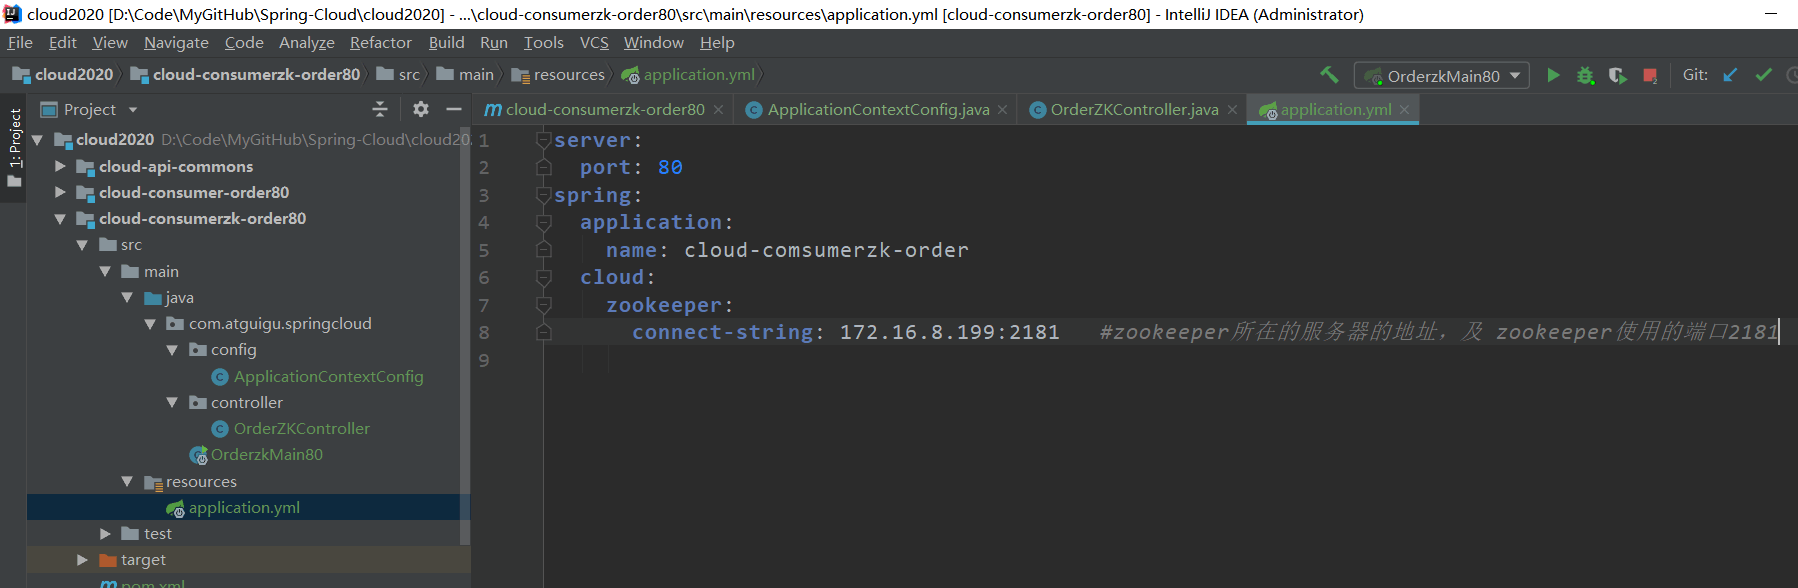 cloud2020 [D:\Code\MyGitHub\Spring-Cloud\cloud2020] - ...\cloud-consumerzk-order80\src\main\resources\application.yml [cloud-consumerzk-order80] - IntelliJ IDEA (Administrator)
File Edit View Navigate Code Analyze Refactor Build Run Tools VCS Window Help
cloud2020 cloud-consumerzk-order80 src main resources application.yml OrderzkMain80 Git:
Project cloud-consumerzk-order80 ApplicationContextConfig.java OrderZKController.java application.yml
1: Project
cloud2020 D:\Code\MyGitHub\Spring-Cloud\cloud20
cloud-api-commons
cloud-consumer-order80
cloud-consumerzk-order80
src
main
java
com.atguigu.springcloud
config
ApplicationContextConfig
controller
OrderZKController
OrderzkMain80
resources
application.yml
test
target
pom.xml
1 server:
2 port: 80
3 spring:
4 application:
5 name: cloud-comsumerzk-order
6 cloud:
7 zookeeper:
8 connect-string: 172.16.8.199:2181 #zookeeper所在的服务器的地址，及 zookeeper使用的端口2181
9